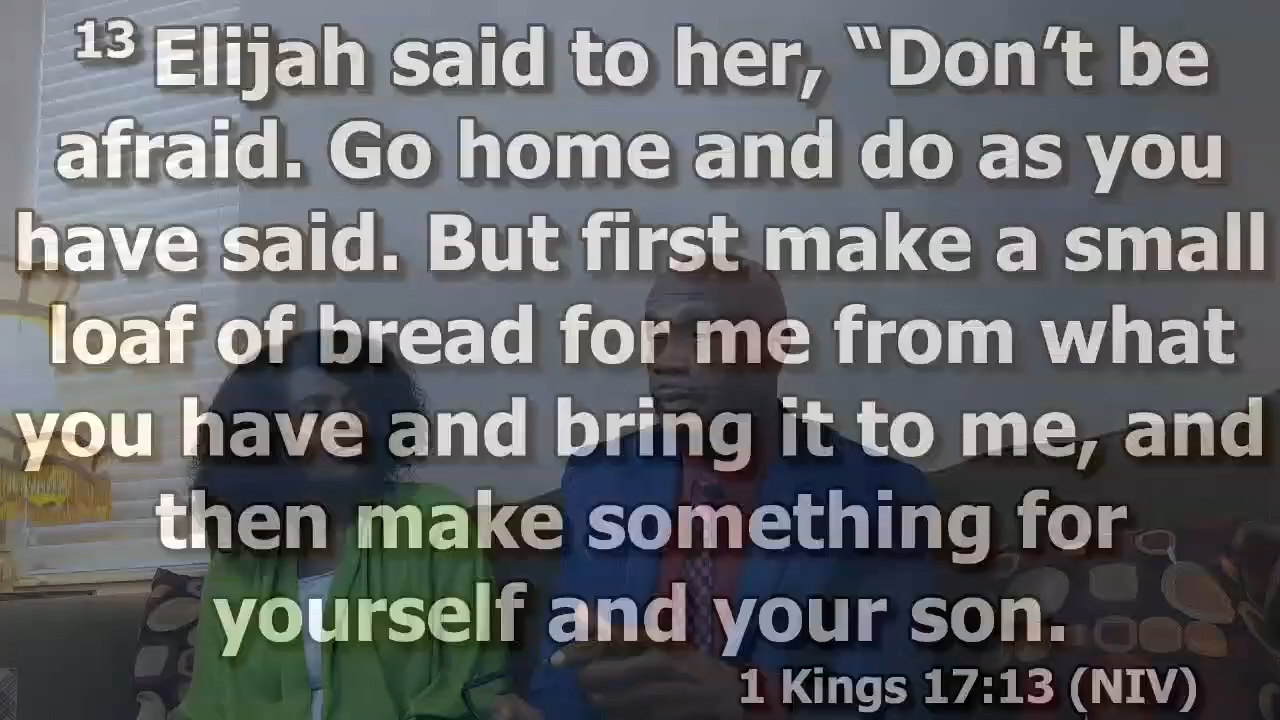 13 Elijah said to her, “Don’t be
afraid. Go home and do as you
have said. But first make a small
loaf of bread for me from what
you have and bring it to me, and
then make something for
yourself and your son.
1 Kings 17:13 (NIV)